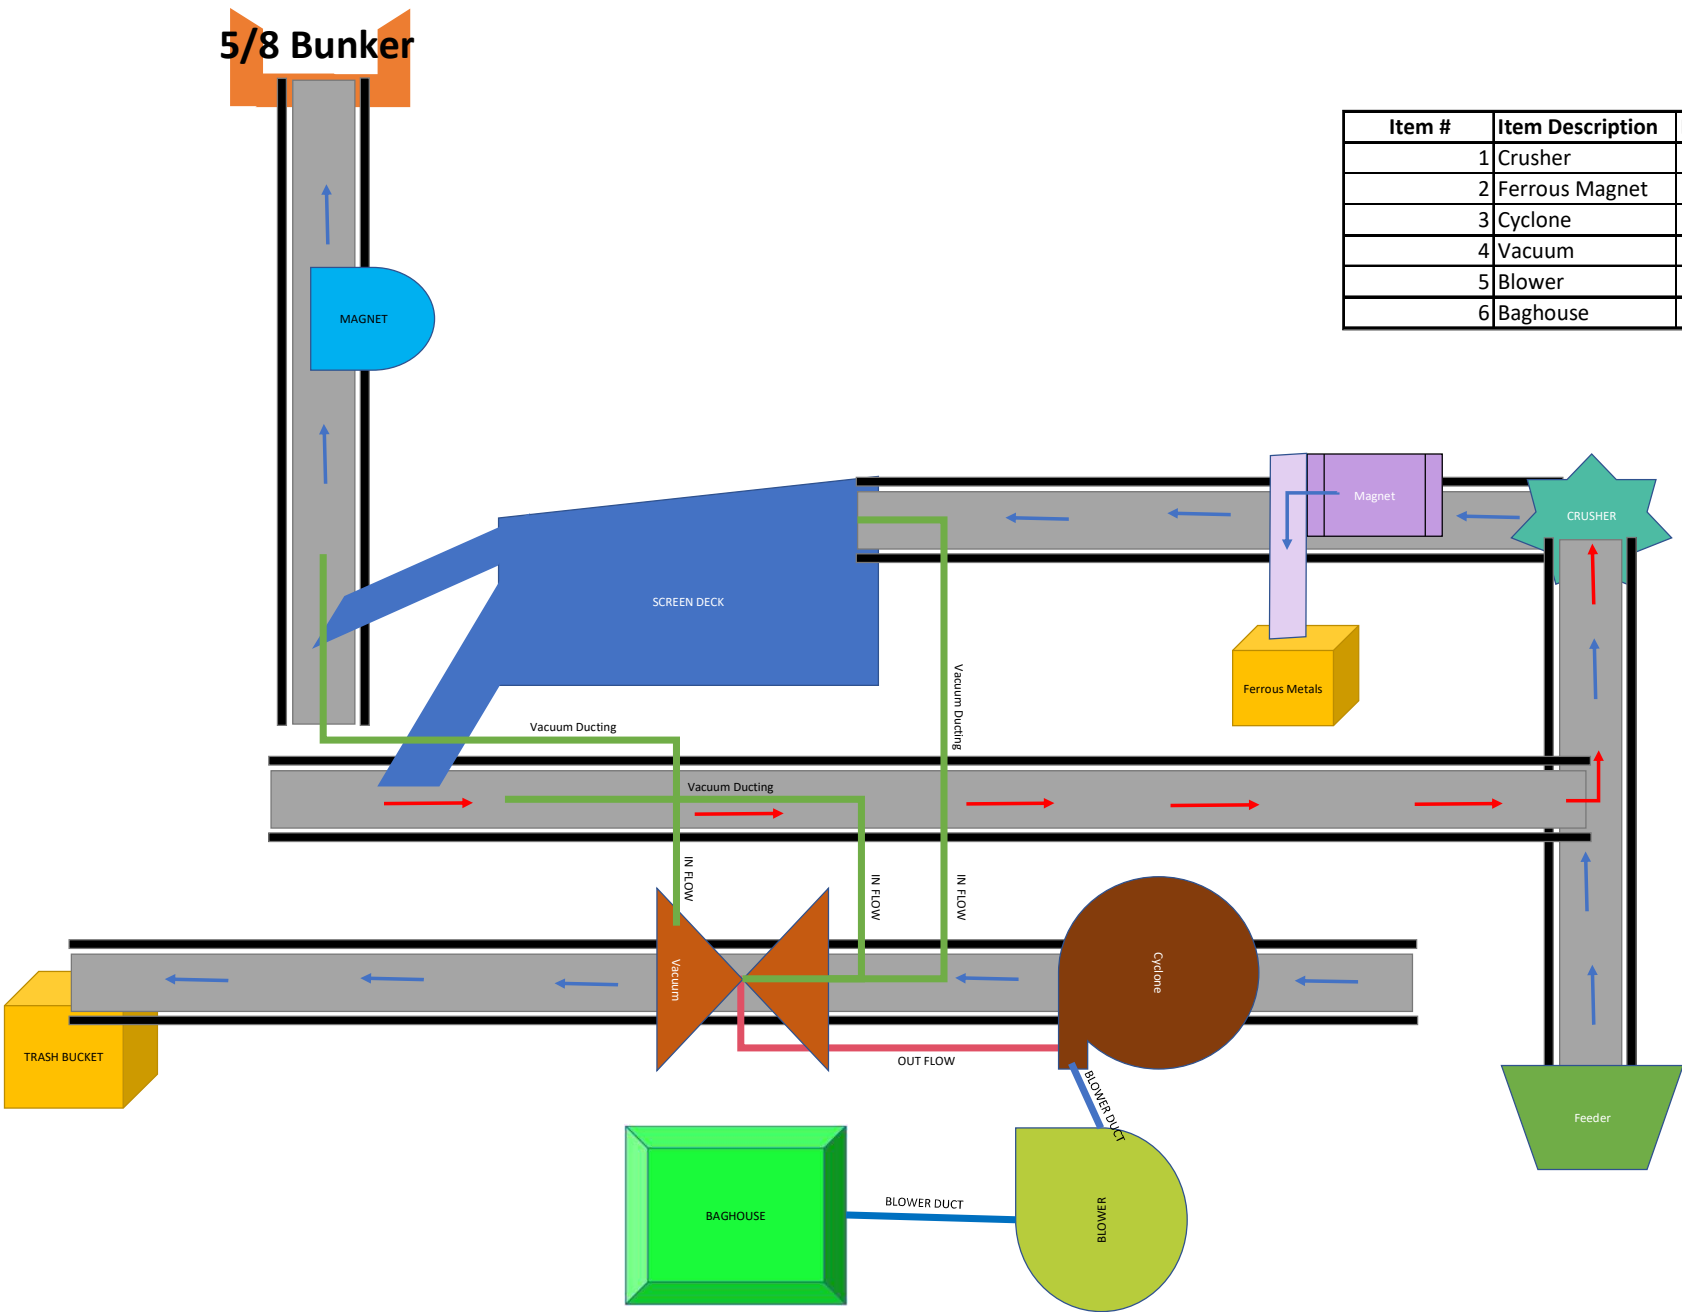 5/8 Bunker
Item # Item Description
1 Crusher
2 Ferrous Magnet
3 Cyclone
4 Vacuum
5 Blower
6 Baghouse
MAGNET
Magnet
CRUSHER
SCREEN DECK
Ferrous Metals
Vacuum Ducting
Vacuum Ducting
Vacuum Ducting
IN FLOW
IN FLOW
IN FLOW
Vacuum
Cyclone
TRASH BUCKET
OUT FLOW
BLOWER DUCT
Feeder
BAGHOUSE
BLOWER DUCT
BLOWER